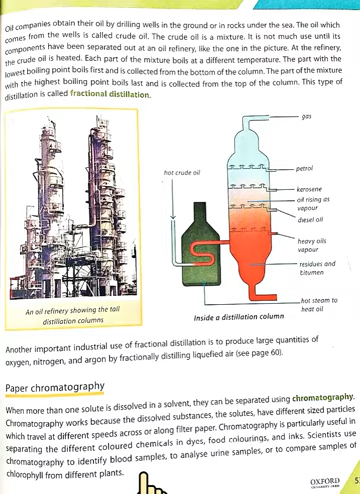 Oil companies obtain their oil by drilling wells in the ground or in rocks under the sea. The oil which
comes from the wells is called crude oil. The crude oil is a mixture. It is not much use until its
components have been separated out at an oil refinery, like the one in the picture. At the refinery,
the crude oil is heated. Each part of the mixture boils at a different temperature. The part with the
lowest boiling point boils first and is collected from the bottom of the column. The part of the mixture
with the highest boiling point boils last and is collected from the top of the column. This type of
distillation is called fractional distillation.
gas
hot crude oil
petrol
kerosene
oil rising as
vapour
diesel oil
heavy oils
vapour
residues and
bitumen
hot steam to
heat oil
An oil refinery showing the tall
distillation columns
Inside a distillation column
Another important industrial use of fractional distillation is to produce large quantities of
oxygen, nitrogen, and argon by fractionally distilling liquefied air (see page 60).
Paper chromatography
When more than one solute is dissolved in a solvent, they can be separated using chromatography.
Chromatography works because the dissolved substances, the solutes, have different sized particles
which travel at different speeds across or along filter paper. Chromatography is particularly useful in
separating the different coloured chemicals in dyes, food colourings, and inks. Scientists use
chromatography to identify blood samples, to analyse urine samples, or to compare samples of
chlorophyll from different plants.
OXFORD